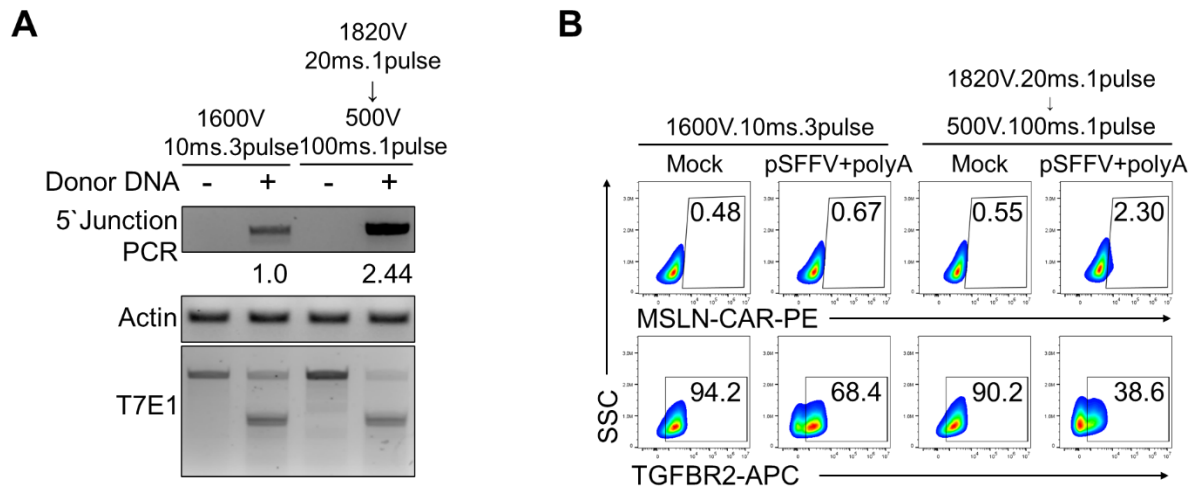 A
1820V
20ms.1pulse
↓
1600V 500V
10ms.3pulse 100ms.1pulse
Donor DNA - + - +
5`Junction
PCR
1.0 2.44
Actin
T7E1
B
1820V.20ms.1pulse
↓
1600V.10ms.3pulse 500V.100ms.1pulse
Mock pSFFV+polyA Mock pSFFV+polyA
0.48 0.67 0.55 2.30
MSLN-CAR-PE
94.2 68.4 90.2 38.6
SSC
TGFBR2-APC